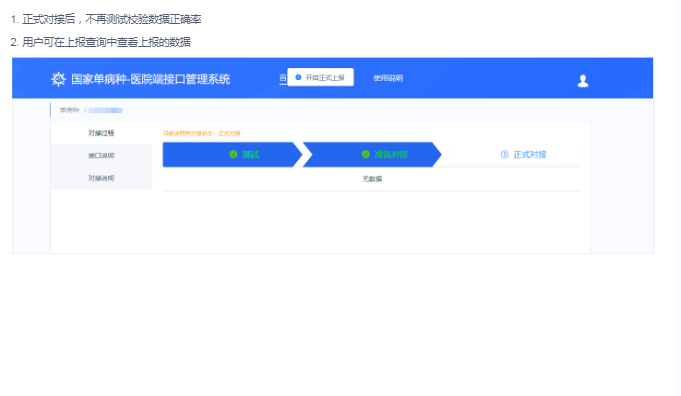 1. 正式对接后，不再测试校验数据正确率
2. 用户可在上报查询中查看上报的数据
国家单病种-医院端接口管理系统
首
开启正式上报
使用说明
单病种 /
对接过程
当前该病种对接状态：正式对接
接口说明
测试
准备对接
③ 正式对接
对接说明
无数据